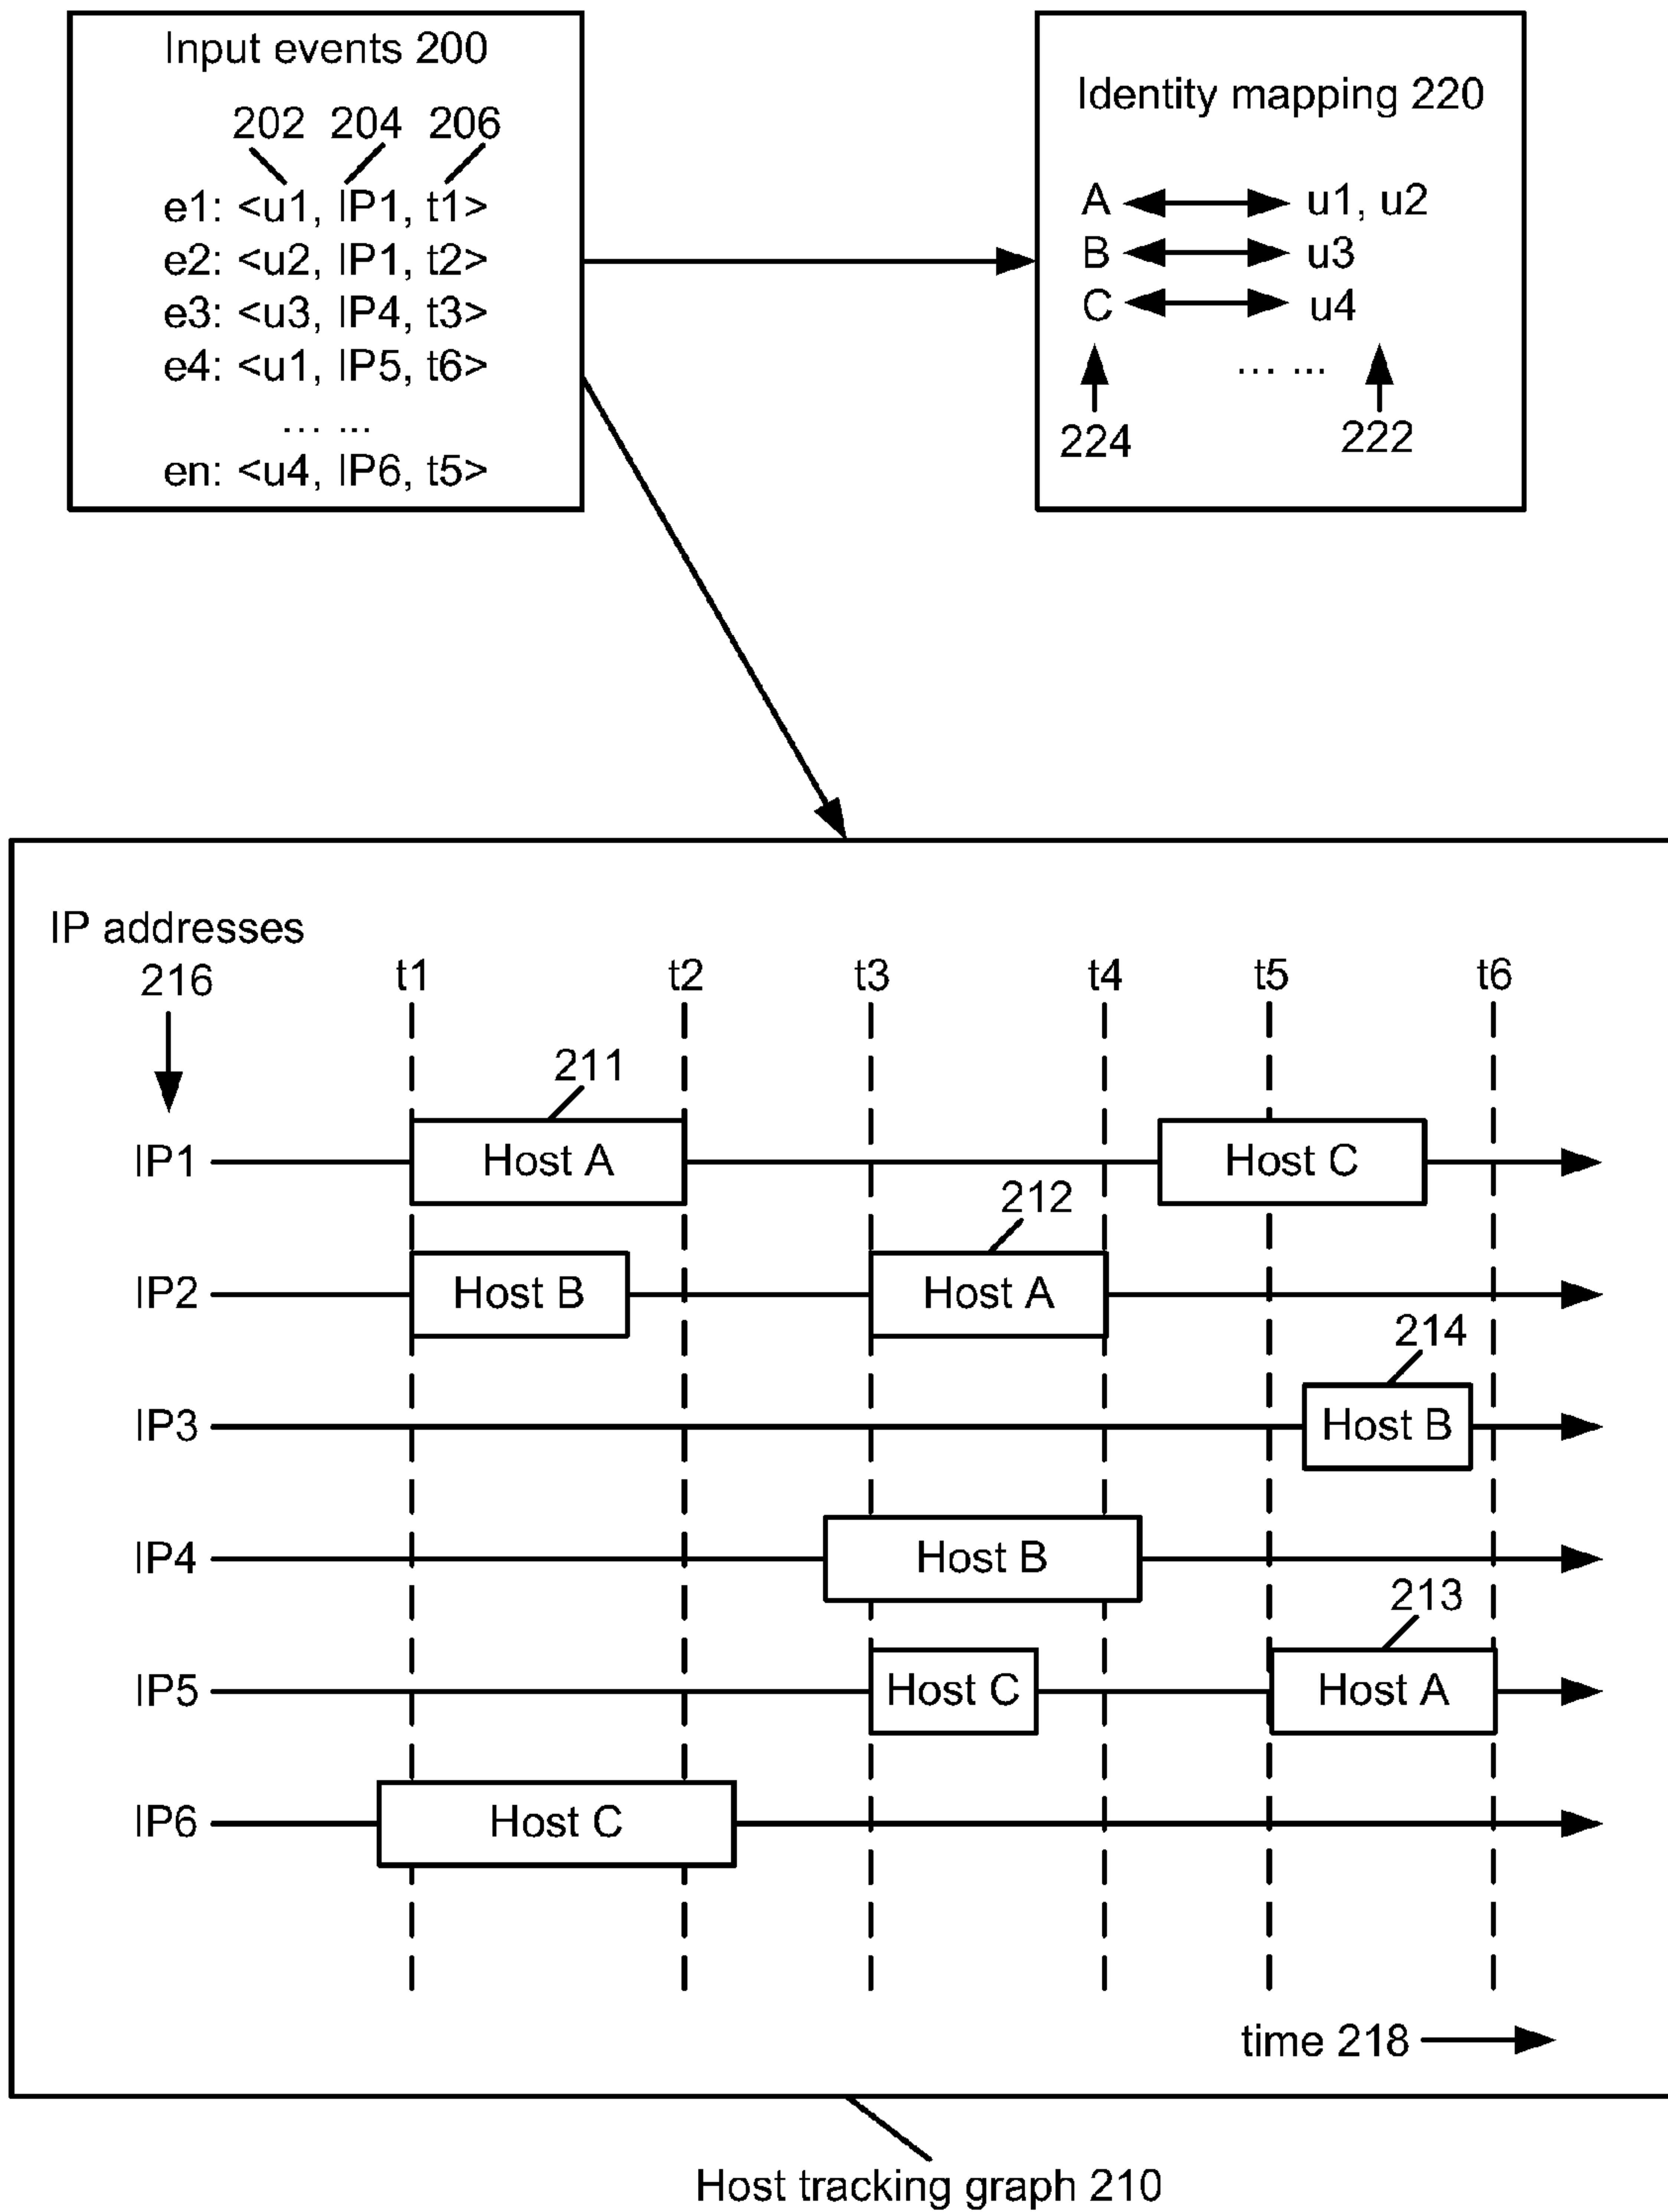 Input events 200
202 204 206
e1: <u1, IP1, t1>
e2: <u2, IP1, t2>
e3: <u3, IP4, t3>
e4: <u1, IP5, t6>
... ...
en: <u4, IP6, t5>
Identity mapping 220
A u1, u2
B u3
C u4
... ...
224 222
IP addresses
216
t1 t2 t3 t4 t5 t6
211
IP1 Host A Host C
212
IP2 Host B Host A
214
IP3 Host B
IP4 Host B
213
IP5 Host C Host A
IP6 Host C
time 218
Host tracking graph 210